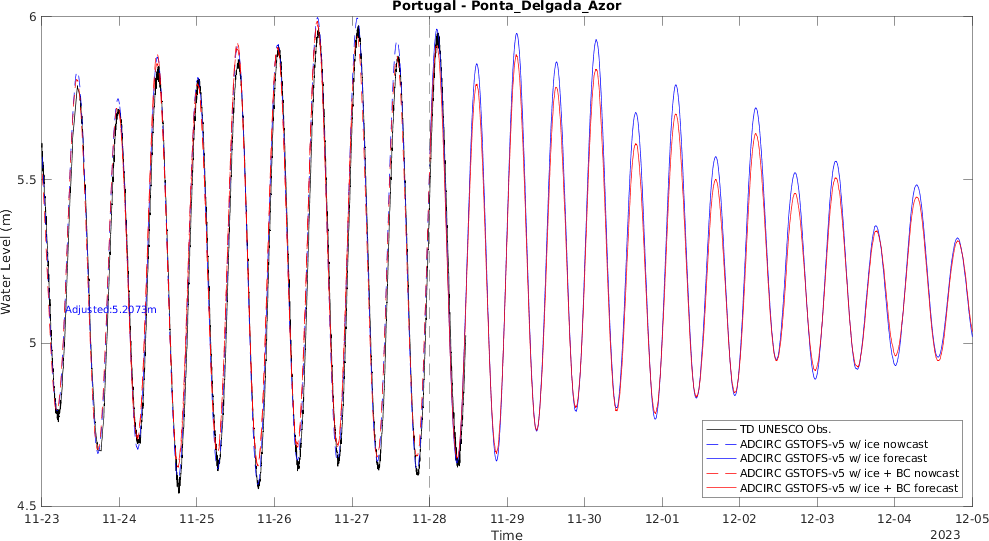 Portugal - Ponta_Delgada_Azor
6
5.5
5
4.5
Water Level (m)
Adjusted:5.2073m
TD UNESCO Obs.
ADCIRC GSTOFS-v5 w/ ice nowcast
ADCIRC GSTOFS-v5 w/ ice forecast
ADCIRC GSTOFS-v5 w/ ice + BC nowcast
ADCIRC GSTOFS-v5 w/ ice + BC forecast
11-23 11-24 11-25 11-26 11-27 11-28 11-29 11-30 12-01 12-02 12-03 12-04 12-05
Time
2023